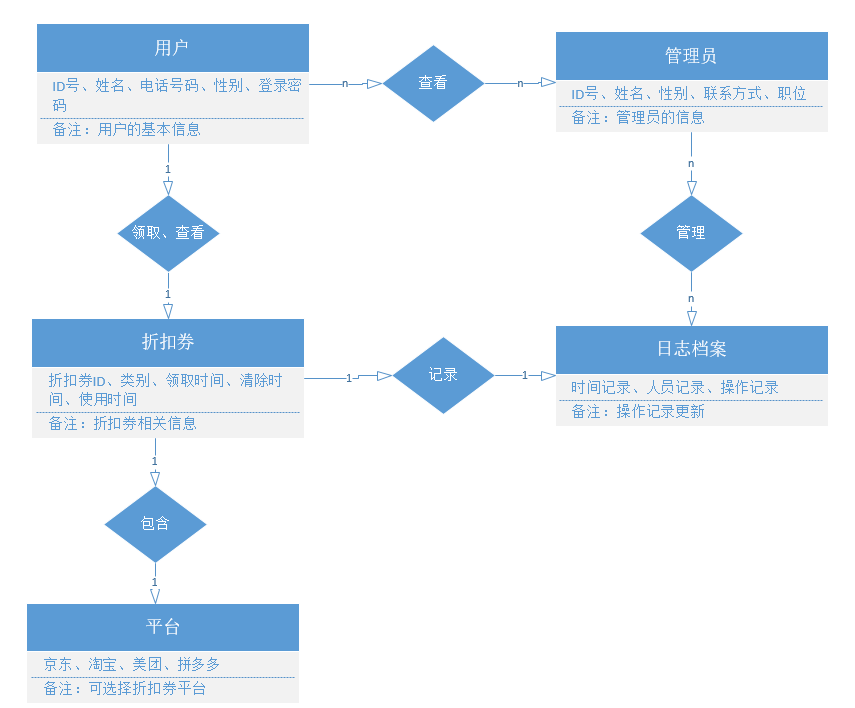 用户
ID号、姓名、电话号码、性别、登录密
码
备注：用户的基本信息
n
查看
n
管理员
ID号、姓名、性别、联系方式、职位
备注：管理员的信息
1
领取、查看
1
n
管理
n
折扣券
折扣券ID、类别、领取时间、清除时
间、使用时间
备注：折扣券相关信息
1
记录
1
日志档案
时间记录、人员记录、操作记录
备注：操作记录更新
1
包含
1
平台
京东、淘宝、美团、拼多多
备注：可选择折扣券平台